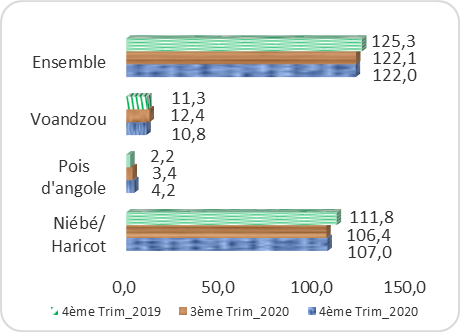 Ensemble
125,3
122,1
122,0
Voandzou
11,3
12,4
10,8
Pois
d'angole
2,2
3,4
4,2
Niébé/
Haricot
111,8
106,4
107,0
0,0 50,0 100,0 150,0
4ème Trim_2019 3ème Trim_2020 4ème Trim_2020